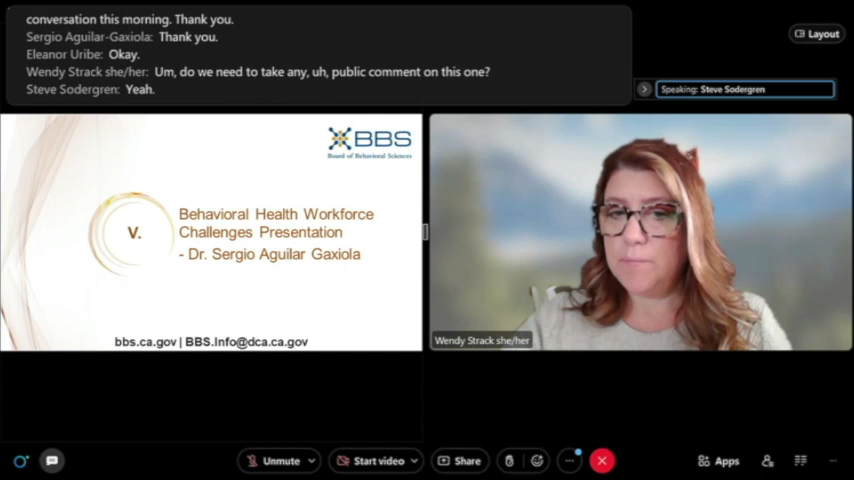 conversation this morning. Thank you.
Sergio Aguilar-Gaxiola: Thank you.
Eleanor Uribe: Okay.
Wendy Strack she/her: Um, do we need to take any, uh, public comment on this one?
Steve Sodergren: Yeah.
Layout
Speaking: Steve Sodergren
BBS
Board of Behavioral Sciences
V.
Behavioral Health Workforce
Challenges Presentation
- Dr. Sergio Aguilar Gaxiola
bbs.ca.gov | BBS.Info@dca.ca.gov
Wendy Strack she/her
Unmute
Start video
Share
Apps